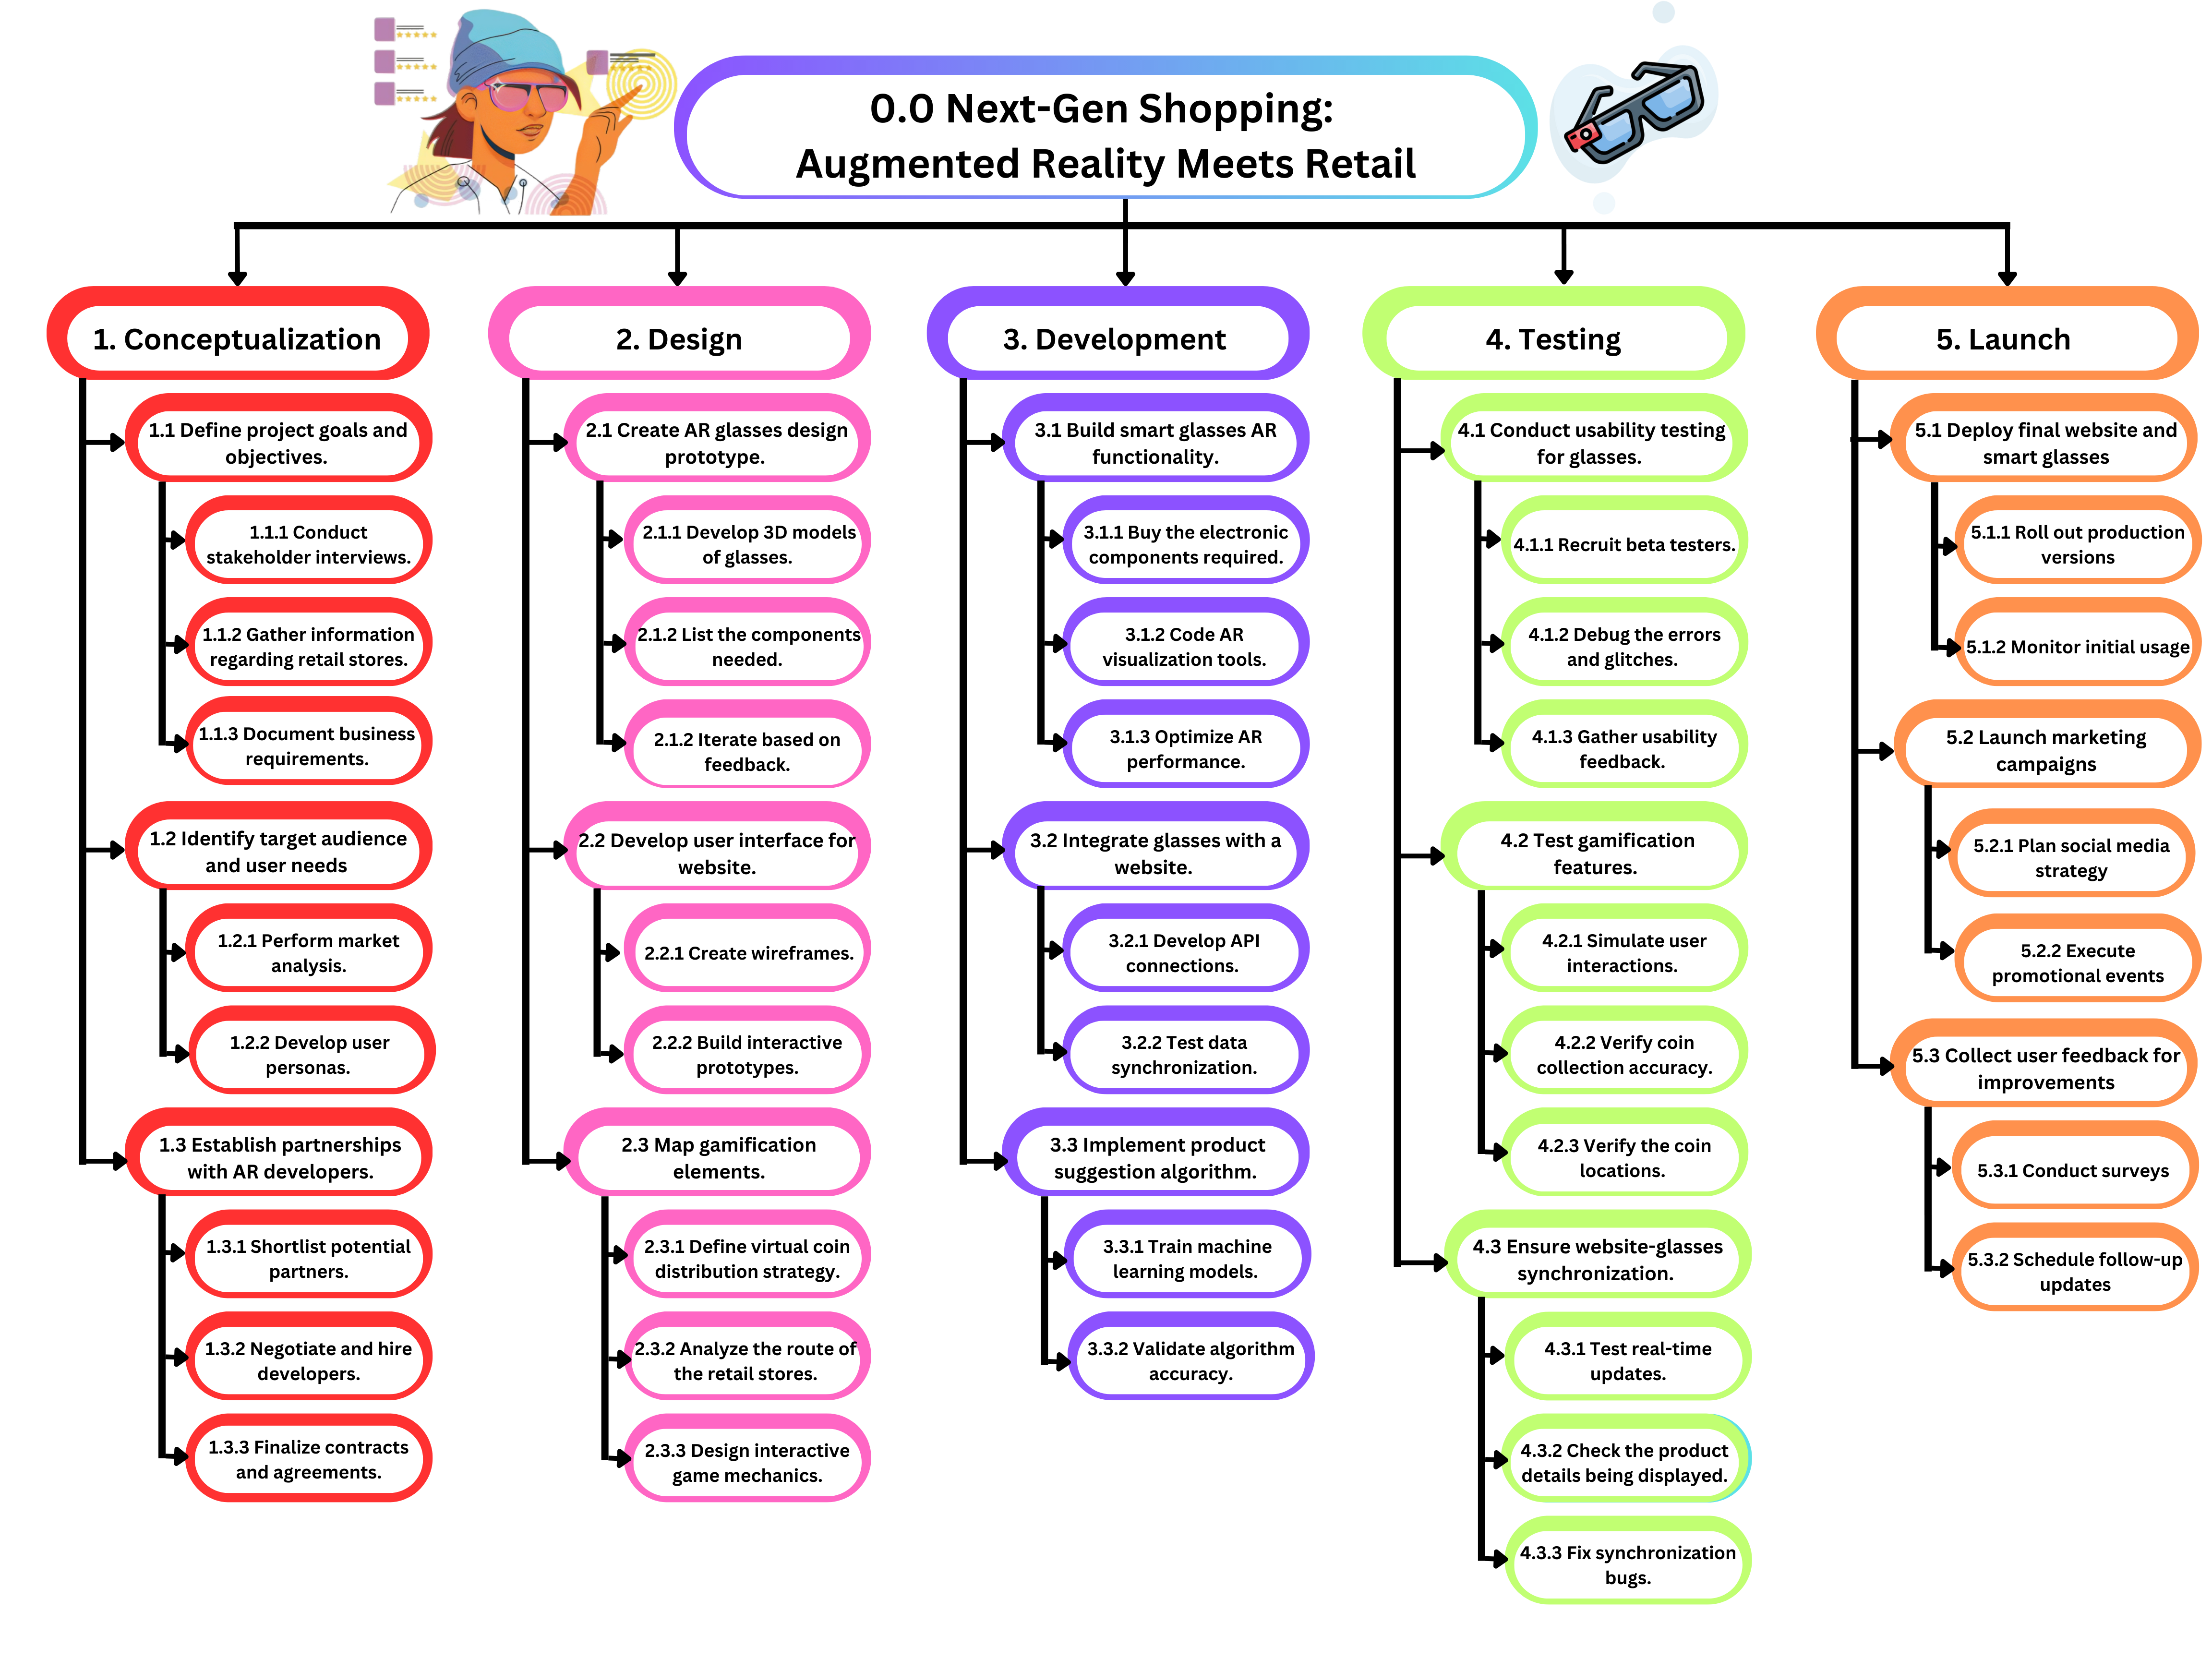 0.0 Next-Gen Shopping:
Augmented Reality Meets Retail
1. Conceptualization
1.1 Define project goals and
objectives.
1.1.1 Conduct
stakeholder interviews.
1.1.2 Gather information
regarding retail stores.
1.1.3 Document business
requirements.
1.2 Identify target audience
and user needs
1.2.1 Perform market
analysis.
1.2.2 Develop user
personas.
1.3 Establish partnerships
with AR developers.
1.3.1 Shortlist potential
partners.
1.3.2 Negotiate and hire
developers.
1.3.3 Finalize contracts
and agreements.
2. Design
2.1 Create AR glasses design
prototype.
2.1.1 Develop 3D models
of glasses.
2.1.2 List the components
needed.
2.1.2 Iterate based on
feedback.
2.2 Develop user interface for
website.
2.2.1 Create wireframes.
2.2.2 Build interactive
prototypes.
2.3 Map gamification
elements.
2.3.1 Define virtual coin
distribution strategy.
2.3.2 Analyze the route of
the retail stores.
2.3.3 Design interactive
game mechanics.
3. Development
3.1 Build smart glasses AR
functionality.
3.1.1 Buy the electronic
components required.
3.1.2 Code AR
visualization tools.
3.1.3 Optimize AR
performance.
3.2 Integrate glasses with a
website.
3.2.1 Develop API
connections.
3.2.2 Test data
synchronization.
3.3 Implement product
suggestion algorithm.
3.3.1 Train machine
learning models.
3.3.2 Validate algorithm
accuracy.
4. Testing
4.1 Conduct usability testing
for glasses.
4.1.1 Recruit beta testers.
4.1.2 Debug the errors
and glitches.
4.1.3 Gather usability
feedback.
4.2 Test gamification
features.
4.2.1 Simulate user
interactions.
4.2.2 Verify coin
collection accuracy.
4.2.3 Verify the coin
locations.
4.3 Ensure website-glasses
synchronization.
4.3.1 Test real-time
updates.
4.3.2 Check the product
details being displayed.
4.3.3 Fix synchronization
bugs.
5. Launch
5.1 Deploy final website and
smart glasses
5.1.1 Roll out production
versions
5.1.2 Monitor initial usage
5.2 Launch marketing
campaigns
5.2.1 Plan social media
strategy
5.2.2 Execute
promotional events
5.3 Collect user feedback for
improvements
5.3.1 Conduct surveys
5.3.2 Schedule follow-up
updates